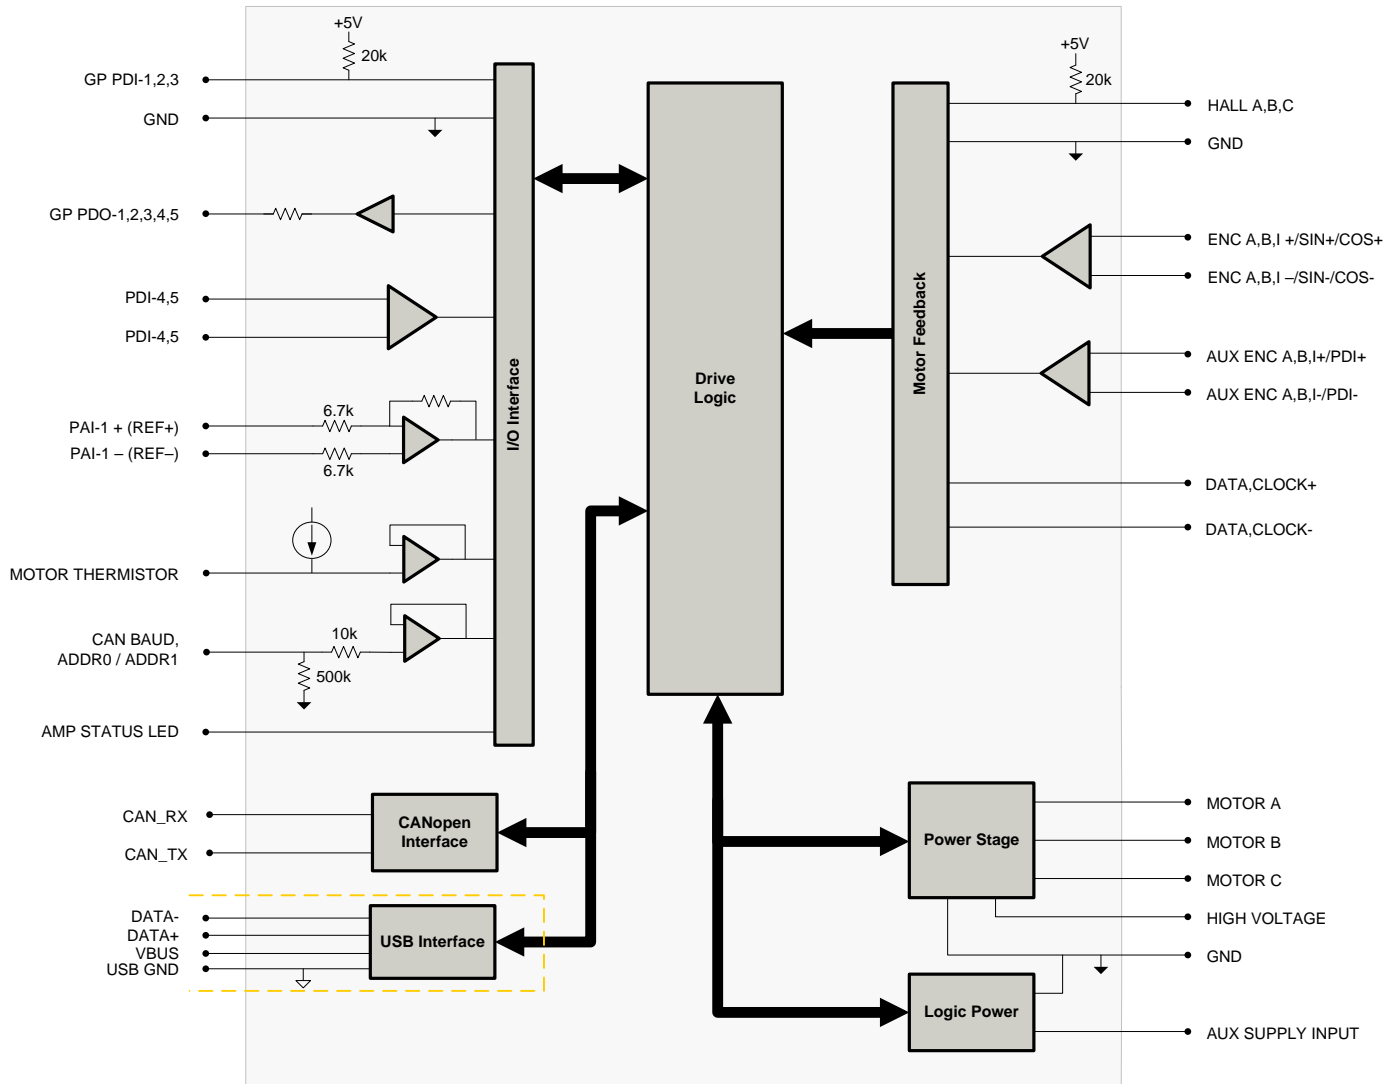 +5V
20k
GP PDI-1,2,3
GND
GP PDO-1,2,3,4,5
PDI-4,5
PDI-4,5
6.7k
PAI-1 + (REF+)
PAI-1 – (REF–)
6.7k
MOTOR THERMISTOR
CAN BAUD,
ADDR0 / ADDR1
10k
500k
AMP STATUS LED
I/O Interface
CAN_RX
CAN_TX
CANopen
Interface
DATA-
DATA+
VBUS
USB GND
USB Interface
Drive
Logic
Motor Feedback
+5V
20k
HALL A,B,C
GND
ENC A,B,I +/SIN+/COS+
ENC A,B,I –/SIN-/COS-
AUX ENC A,B,I+/PDI+
AUX ENC A,B,I-/PDI-
DATA,CLOCK+
DATA,CLOCK-
Power Stage
MOTOR A
MOTOR B
MOTOR C
HIGH VOLTAGE
GND
Logic Power
AUX SUPPLY INPUT